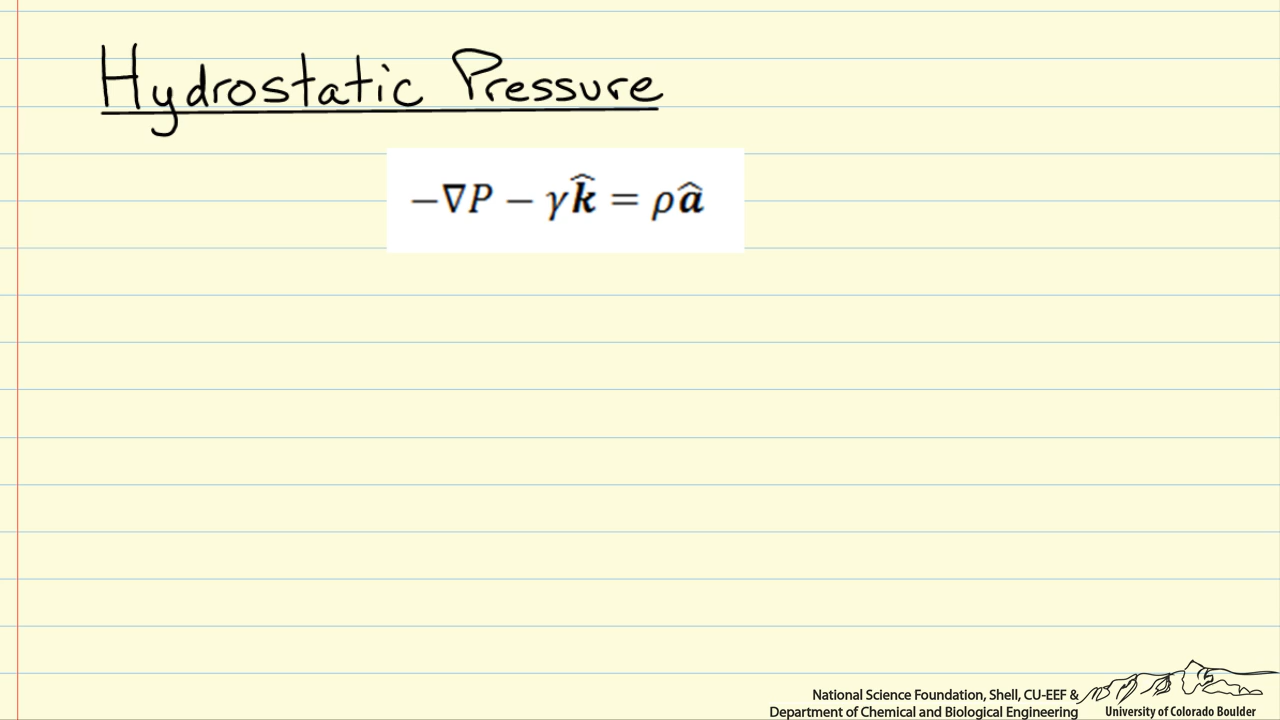 Hydrostatic Pressure
−∇P − γk̂ = ρâ
National Science Foundation, Shell, CU-EEF &
Department of Chemical and Biological Engineering
University of Colorado Boulder